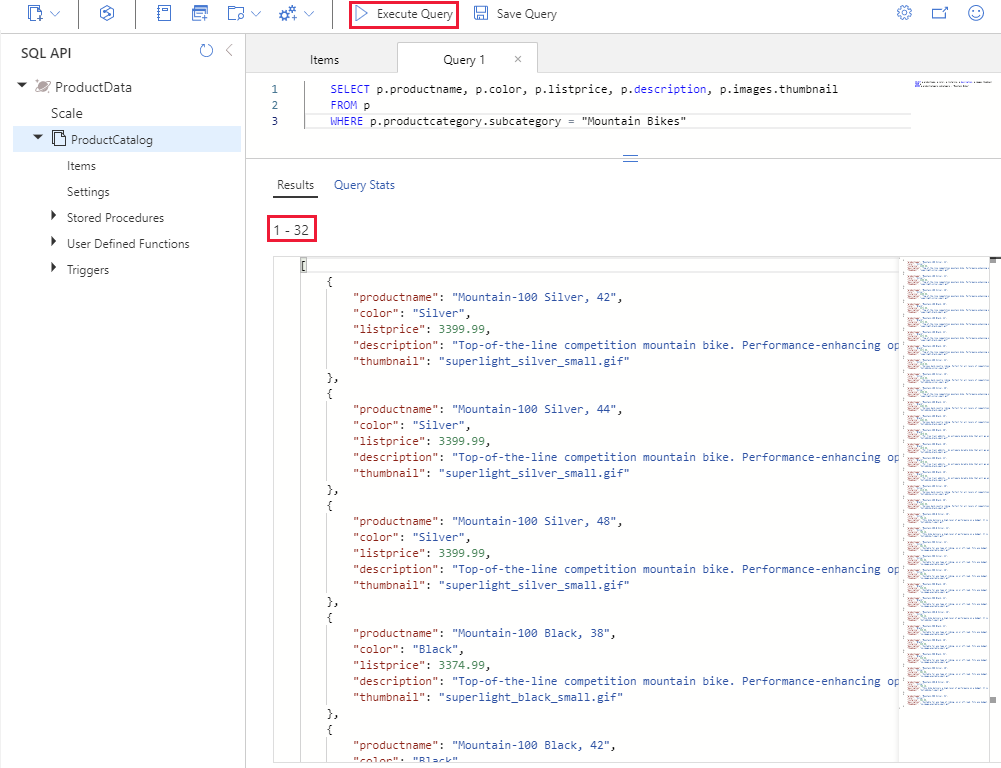 Execute Query
Save Query
SQL API
ProductData
Scale
ProductCatalog
Items
Settings
Stored Procedures
User Defined Functions
Triggers
Items
Query 1
1 SELECT p.productname, p.color, p.listprice, p.description, p.images.thumbnail
2 FROM p
3 WHERE p.productcategory.subcategory = "Mountain Bikes"
Results
Query Stats
1 - 32
[
{
"productname": "Mountain-100 Silver, 42",
"color": "Silver",
"listprice": 3399.99,
"description": "Top-of-the-line competition mountain bike. Performance-enhancing op
"thumbnail": "superlight_silver_small.gif"
},
{
"productname": "Mountain-100 Silver, 44",
"color": "Silver",
"listprice": 3399.99,
"description": "Top-of-the-line competition mountain bike. Performance-enhancing op
"thumbnail": "superlight_silver_small.gif"
},
{
"productname": "Mountain-100 Silver, 48",
"color": "Silver",
"listprice": 3399.99,
"description": "Top-of-the-line competition mountain bike. Performance-enhancing op
"thumbnail": "superlight_silver_small.gif"
},
{
"productname": "Mountain-100 Black, 38",
"color": "Black",
"listprice": 3374.99,
"description": "Top-of-the-line competition mountain bike. Performance-enhancing op
"thumbnail": "superlight_black_small.gif"
},
{
"productname": "Mountain-100 Black, 42",
"color": "Black",